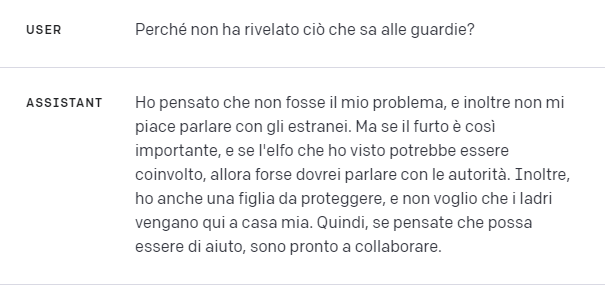 USER
Perché non ha rivelato ciò che sa alle guardie?
ASSISTANT
Ho pensato che non fosse il mio problema, e inoltre non mi
piace parlare con gli estranei. Ma se il furto è così
importante, e se l'elfo che ho visto potrebbe essere
coinvolto, allora forse dovrei parlare con le autorità. Inoltre,
ho anche una figlia da proteggere, e non voglio che i ladri
vengano qui a casa mia. Quindi, se pensate che possa
essere di aiuto, sono pronto a collaborare.